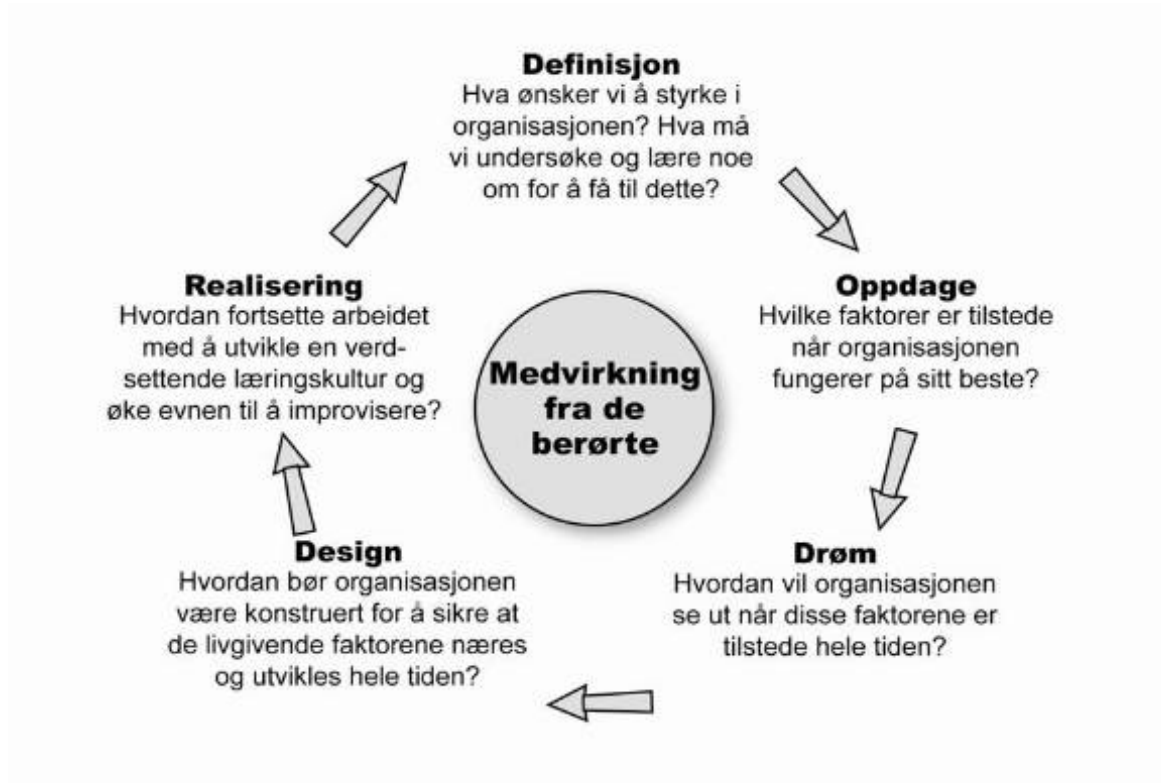 Definisjon
Hva ønsker vi å styrke i
organisasjonen? Hva må
vi undersøke og lære noe
om for å få til dette?
Oppdage
Hvilke faktorer er tilstede
når organisasjonen
fungerer på sitt beste?
Drøm
Hvordan vil organisasjonen
se ut når disse faktorene er
tilstede hele tiden?
Design
Hvordan bør organisasjonen
være konstruert for å sikre at
de livgivende faktorene næres
og utvikles hele tiden?
Realisering
Hvordan fortsette arbeidet
med å utvikle en verd-
settende læringskultur og
øke evnen til å improvisere?
Medvirkning
fra de
berørte